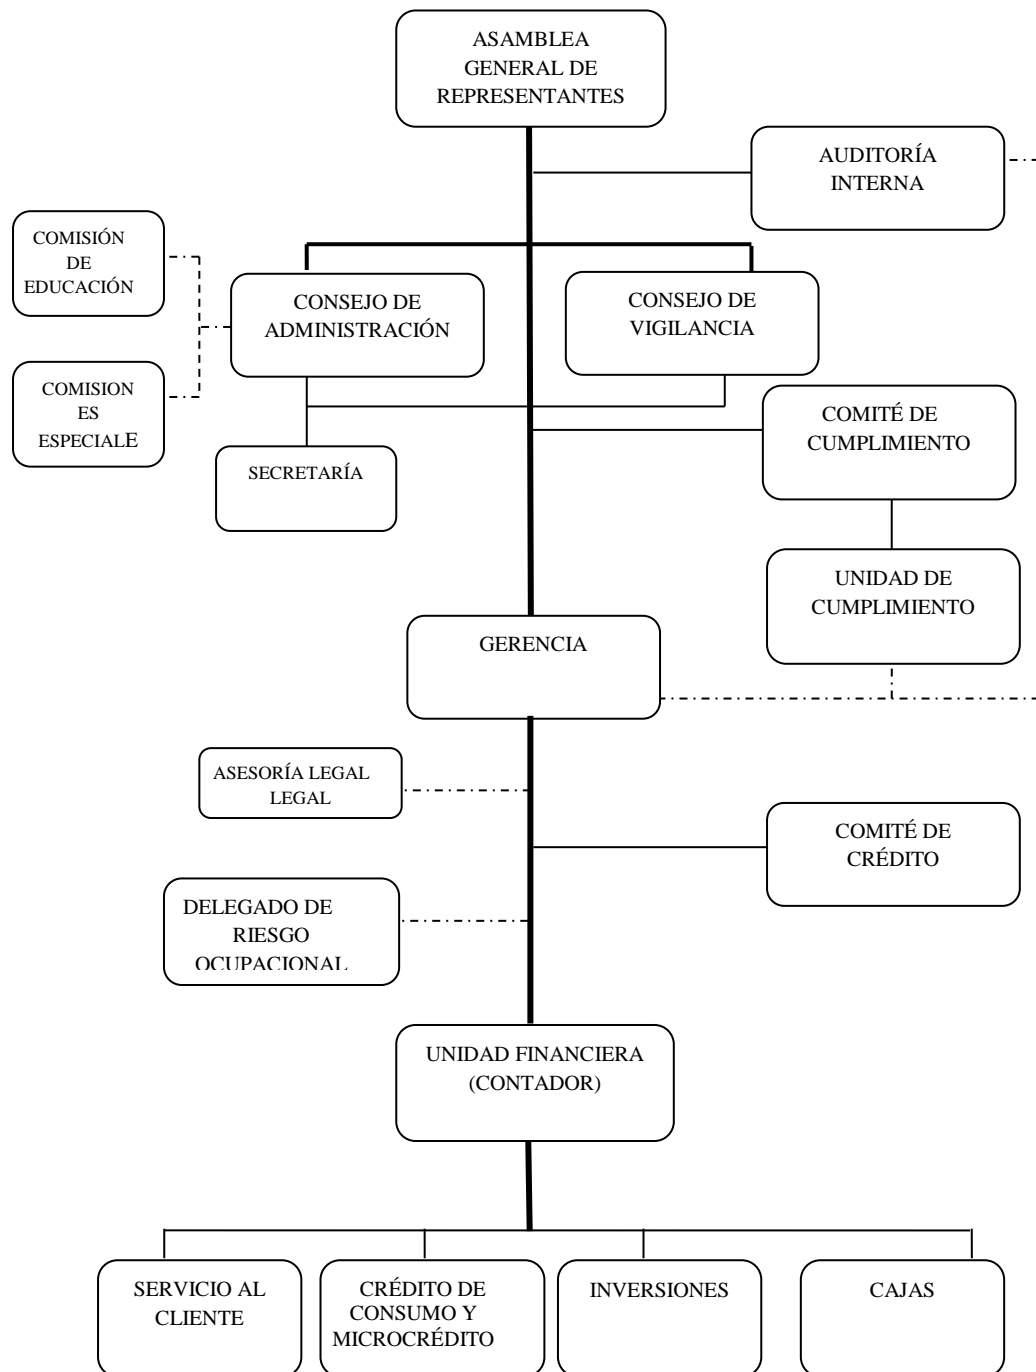 ASAMBLEA
GENERAL DE
REPRESENTANTES
AUDITORÍA
INTERNA
COMISIÓN
DE
EDUCACIÓN
CONSEJO DE
ADMINISTRACIÓN
CONSEJO DE
VIGILANCIA
COMISION
ES
ESPECIALE
COMITÉ DE
CUMPLIMIENTO
SECRETARÍA
UNIDAD DE
CUMPLIMIENTO
GERENCIA
ASESORÍA LEGAL
LEGAL
COMITÉ DE
CRÉDITO
DELEGADO DE
RIESGO
OCUPACIONAL
UNIDAD FINANCIERA
(CONTADOR)
SERVICIO AL
CLIENTE
CRÉDITO DE
CONSUMO Y
MICROCRÉDITO
INVERSIONES
CAJAS